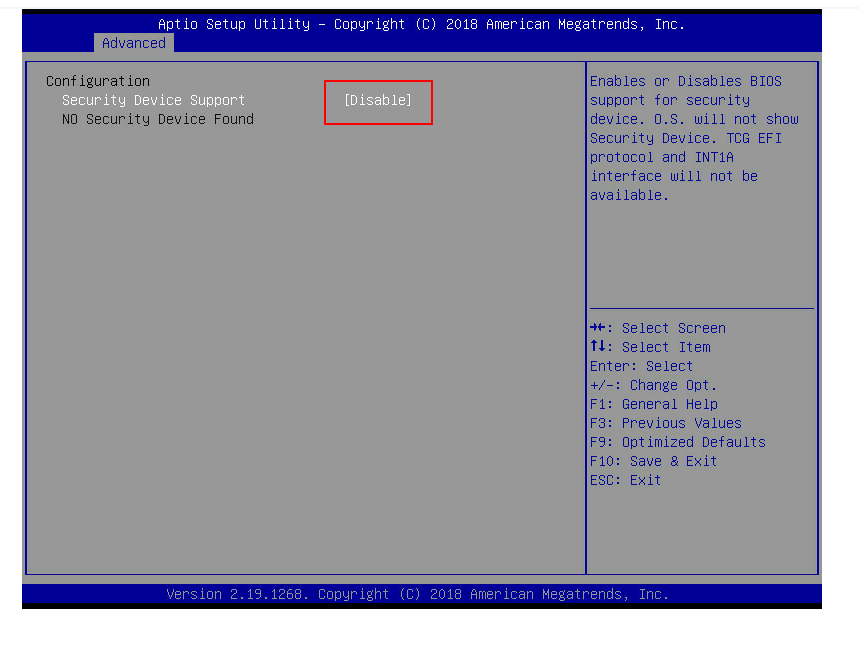 Aptio Setup Utility – Copyright (C) 2018 American Megatrends, Inc.
Advanced
Configuration
Security Device Support [Disable]
NO Security Device Found
Enables or Disables BIOS
support for security
device. O.S. will not show
Security Device. TCG EFI
protocol and INT1A
interface will not be
available.
→←: Select Screen
↑↓: Select Item
Enter: Select
+/–: Change Opt.
F1: General Help
F3: Previous Values
F9: Optimized Defaults
F10: Save & Exit
ESC: Exit
Version 2.19.1268. Copyright (C) 2018 American Megatrends, Inc.